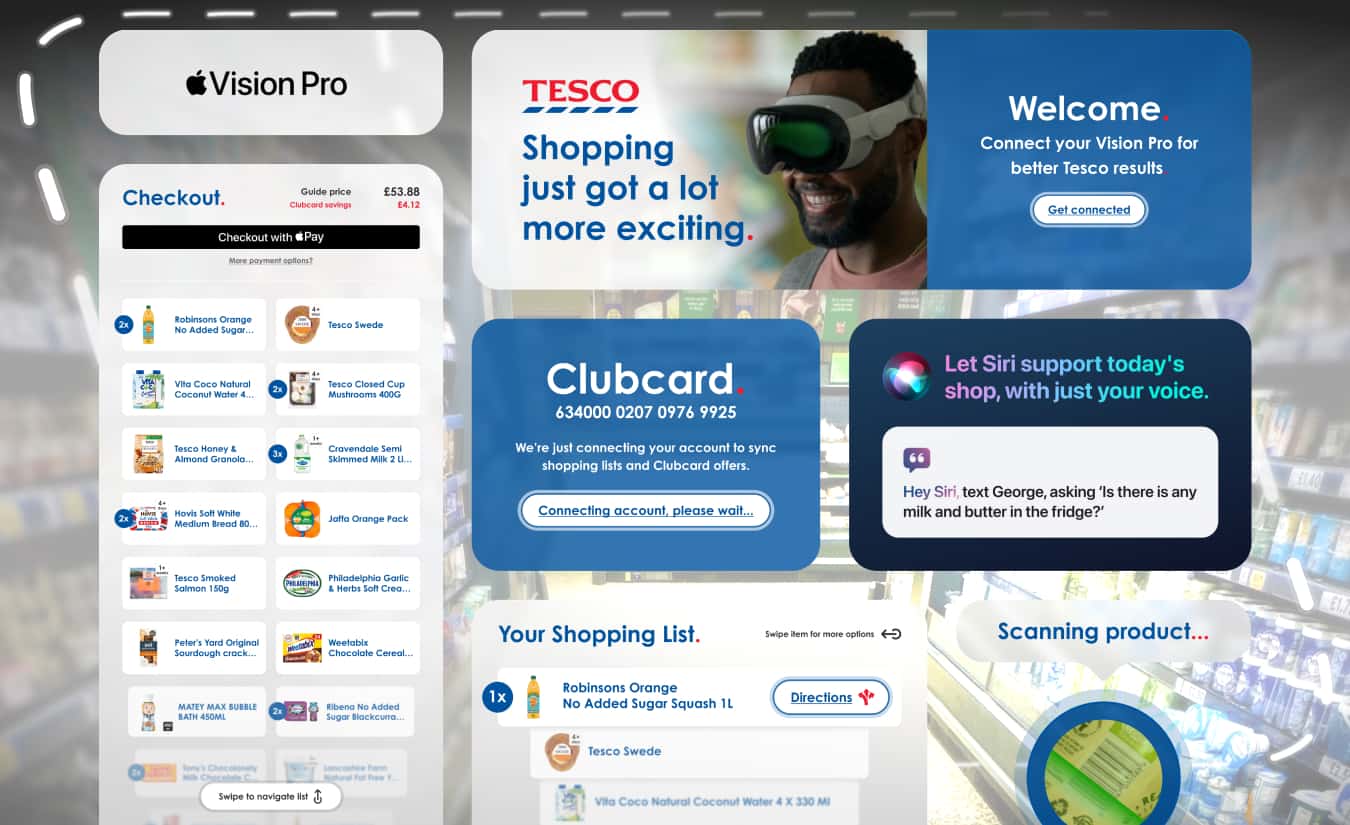 Vision Pro
Checkout.
Guide price £53.88
Clubcard savings £4.12
Checkout with Pay
More payment options?
2x
Robinsons Orange
No Added Sugar...
4+
Tesco Swede
Vita Coco Natural
Coconut Water 4...
2x
4+
Tesco Closed Cup
Mushrooms 400G
Tesco Honey &
Almond Granola...
3x
1+
Cravendale Semi
Skimmed Milk 2 Li...
2x
4+
HOVIS
Hovis Soft White
Medium Bread 80...
Jaffa Orange Pack
1+
Tesco Smoked
Salmon 150g
PHILADELPHIA
Philadelphia Garlic
& Herbs Soft Crea...
Peter's Yard Original
Sourdough crack...
Weetabix
Weetabix
Chocolate Cereal...
MATEY MAX BUBBLE
BATH 450ML
2x
Ribena No Added
Sugar Blackcurra...
2x
Tony's Chocolonely
Milk Chocolate C...
Lancashire Farm
Natural Fat Free Y...
Swipe to navigate list
TESCO
Shopping
just got a lot
more exciting.
Welcome.
Connect your Vision Pro for
better Tesco results.
Get connected
Clubcard.
634000 0207 0976 9925
We're just connecting your account to sync
shopping lists and Clubcard offers.
Connecting account, please wait...
Let Siri support today's
shop, with just your voice.
Hey Siri, text George, asking ‘Is there is any
milk and butter in the fridge?’
Your Shopping List.
Swipe item for more options
1x
Robinsons Orange
No Added Sugar Squash 1L
Directions
4+
Tesco Swede
Vita Coco Natural Coconut Water 4 X 330 Ml
Scanning product...